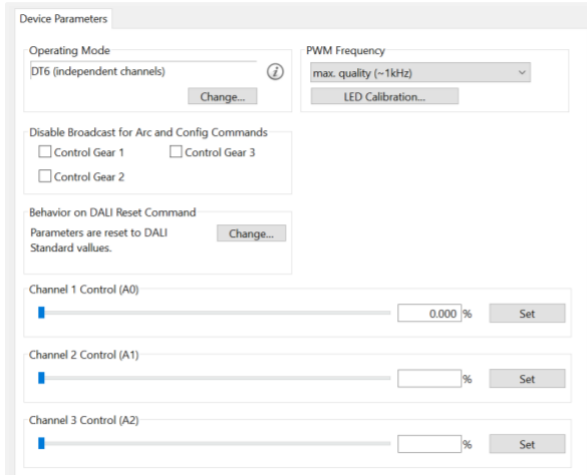 Device Parameters
Operating Mode
DT6 (independent channels)
Change...
PWM Frequency
max. quality (~1kHz)
LED Calibration...
Disable Broadcast for Arc and Config Commands
Control Gear 1
Control Gear 3
Control Gear 2
Behavior on DALI Reset Command
Parameters are reset to DALI
Standard vallues.
Change...
Channel 1 Control (A0)
0.000 %
Set
Channel 2 Control (A1)
%
Set
Channel 3 Control (A2)
%
Set